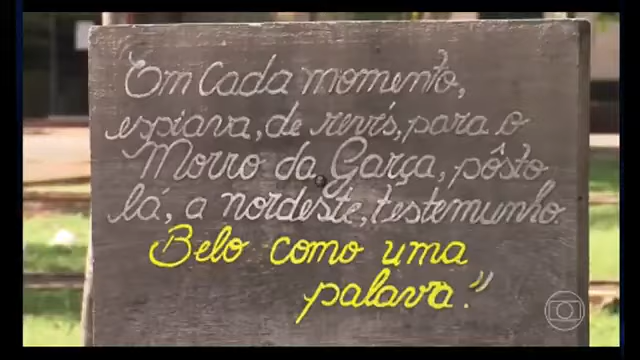 Em cada momento,
espiava, de revés, para o
Morro da Garça, pôsto
lá, a nordeste, testemunho.
Belo como uma
palavra."